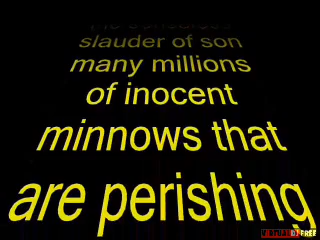 slauder of son
many millions
of inocent
minnows that
are perishing